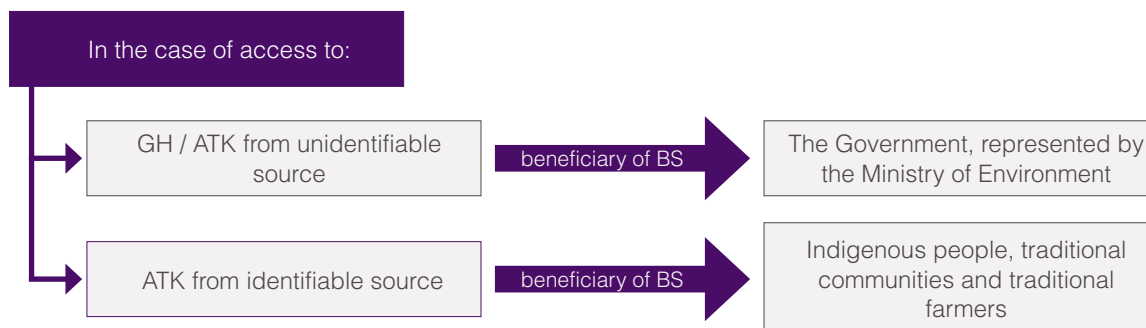 In the case of access to:
GH / ATK from unidentifiable
source
beneficiary of BS
The Government, represented by
the Ministry of Environment
ATK from identifiable source
beneficiary of BS
Indigenous people, traditional
communities and traditional
farmers